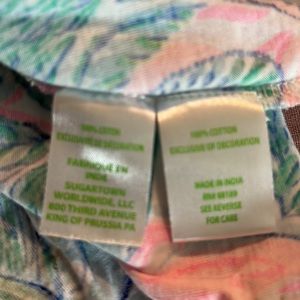 100% COTTON
EXCLUSIVE OF DECORATION
FABRIQUÉ EN
INDE
SUGARTOWN
WORLDWIDE, LLC
800 THIRD AVENUE
KING OF PRUSSIA PA
100% COTTON
EXCLUSIVE OF DECORATION
MADE IN INDIA
SEE REVERSE
FOR CARE